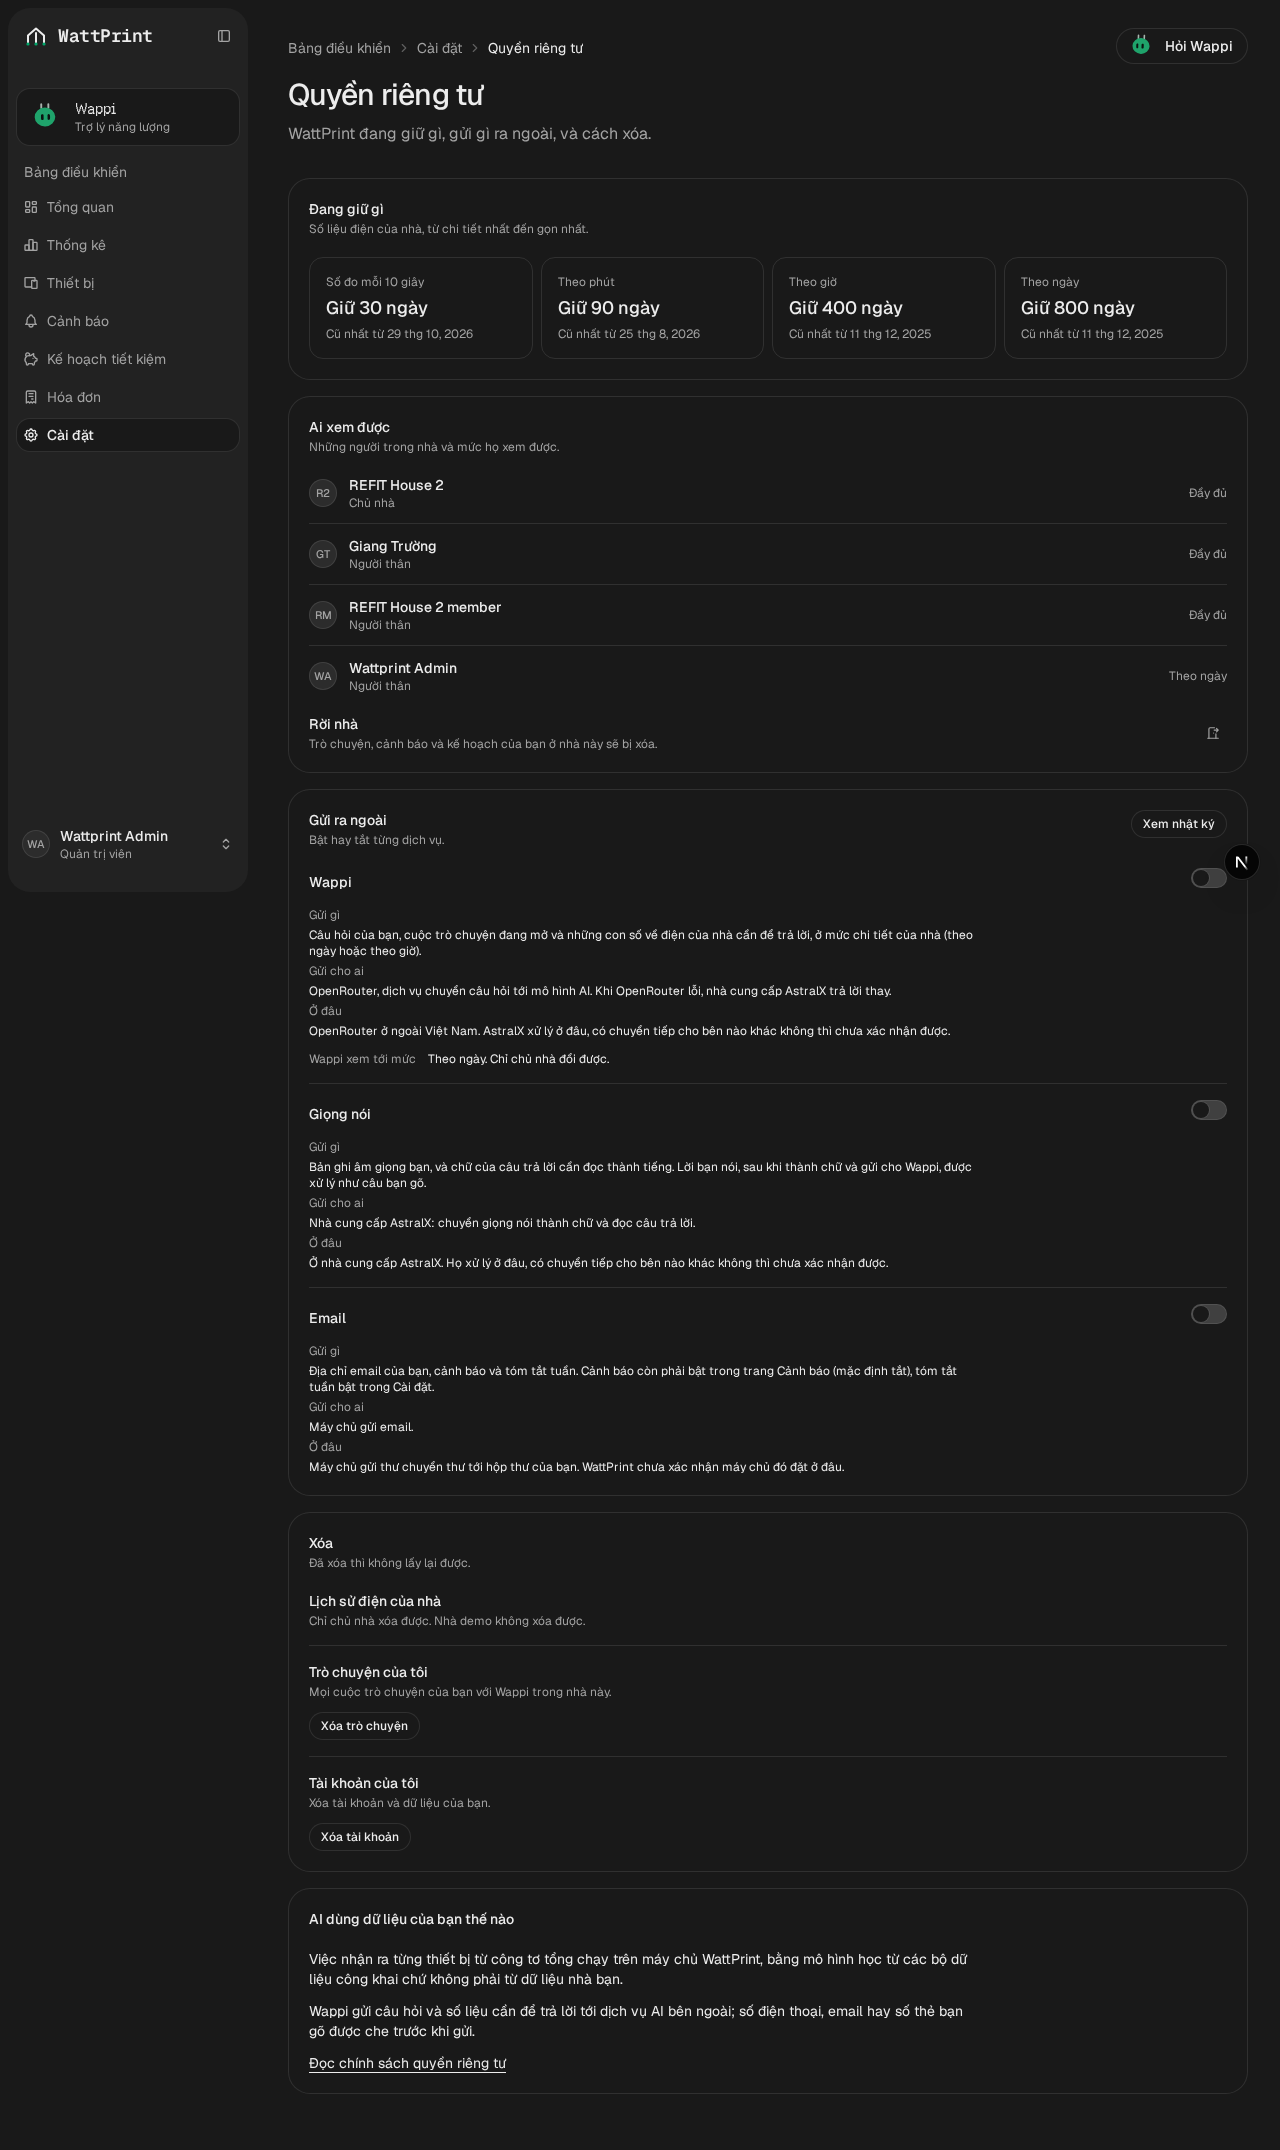 WattPrint
Wappi
Trợ lý năng lượng
Bảng điều khiển
Tổng quan
Thống kê
Thiết bị
Cảnh báo
Kế hoạch tiết kiệm
Hóa đơn
Cài đặt
WA
Wattprint Admin
Quản trị viên
Bảng điều khiển > Cài đặt > Quyền riêng tư
Hỏi Wappi
Quyền riêng tư
WattPrint đang giữ gì, gửi gì ra ngoài, và cách xóa.
Đang giữ gì
Số liệu điện của nhà, từ chi tiết nhất đến gọn nhất.
Số đo mỗi 10 giây
Giữ 30 ngày
Cũ nhất từ 29 thg 10, 2026
Theo phút
Giữ 90 ngày
Cũ nhất từ 25 thg 8, 2026
Theo giờ
Giữ 400 ngày
Cũ nhất từ 11 thg 12, 2025
Theo ngày
Giữ 800 ngày
Cũ nhất từ 11 thg 12, 2025
Ai xem được
Những người trong nhà và mức họ xem được.
R2
REFIT House 2
Chủ nhà
Đầy đủ
GT
Giang Trường
Người thân
Đầy đủ
RM
REFIT House 2 member
Người thân
Đầy đủ
WA
Wattprint Admin
Người thân
Theo ngày
Rời nhà
Trò chuyện, cảnh báo và kế hoạch của bạn ở nhà này sẽ bị xóa.
Gửi ra ngoài
Bật hay tắt từng dịch vụ.
Xem nhật ký
N
Wappi
Gửi gì
Câu hỏi của bạn, cuộc trò chuyện đang mở và những con số về điện của nhà cần để trả lời, ở mức chi tiết của nhà (theo
ngày hoặc theo giờ).
Gửi cho ai
OpenRouter, dịch vụ chuyển câu hỏi tới mô hình AI. Khi OpenRouter lỗi, nhà cung cấp AstralX trả lời thay.
Ở đâu
OpenRouter ở ngoài Việt Nam. AstralX xử lý ở đâu, có chuyển tiếp cho bên nào khác không thì chưa xác nhận được.
Wappi xem tới mức Theo ngày. Chỉ chủ nhà đổi được.
Giọng nói
Gửi gì
Bản ghi âm giọng bạn, và chữ của câu trả lời cần đọc thành tiếng. Lời bạn nói, sau khi thành chữ và gửi cho Wappi, được
xử lý như câu bạn gõ.
Gửi cho ai
Nhà cung cấp AstralX: chuyển giọng nói thành chữ và đọc câu trả lời.
Ở đâu
Ở nhà cung cấp AstralX. Họ xử lý ở đâu, có chuyển tiếp cho bên nào khác không thì chưa xác nhận được.
Email
Gửi gì
Địa chỉ email của bạn, cảnh báo và tóm tắt tuần. Cảnh báo còn phải bật trong trang Cảnh báo (mặc định tắt), tóm tắt
tuần bật trong Cài đặt.
Gửi cho ai
Máy chủ gửi email.
Ở đâu
Máy chủ gửi thư chuyển thư tới hộp thư của bạn. WattPrint chưa xác nhận máy chủ đó đặt ở đâu.
Xóa
Đã xóa thì không lấy lại được.
Lịch sử điện của nhà
Chỉ chủ nhà xóa được. Nhà demo không xóa được.
Trò chuyện của tôi
Mọi cuộc trò chuyện của bạn với Wappi trong nhà này.
Xóa trò chuyện
Tài khoản của tôi
Xóa tài khoản và dữ liệu của bạn.
Xóa tài khoản
AI dùng dữ liệu của bạn thế nào
Việc nhận ra từng thiết bị từ công tơ tổng chạy trên máy chủ WattPrint, bằng mô hình học từ các bộ dữ
liệu công khai chứ không phải từ dữ liệu nhà bạn.
Wappi gửi câu hỏi và số liệu cần để trả lời tới dịch vụ AI bên ngoài; số điện thoại, email hay số thẻ bạn
gõ được che trước khi gửi.
Đọc chính sách quyền riêng tư